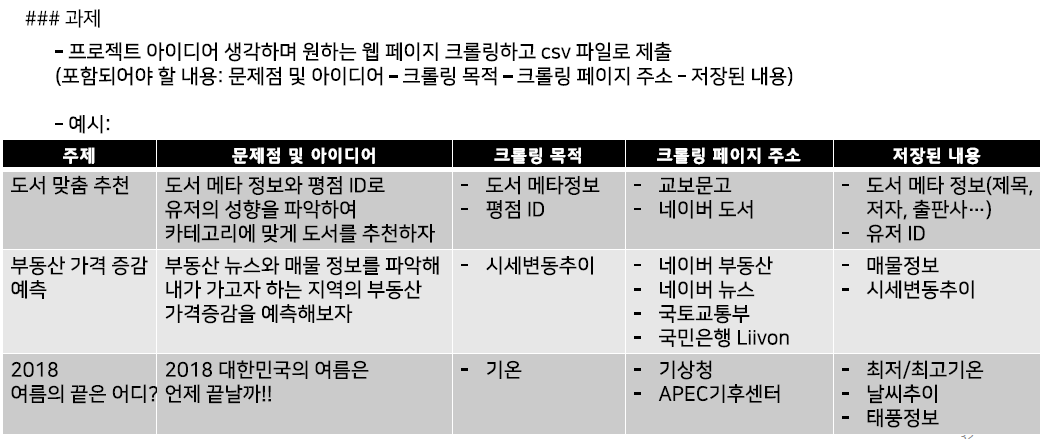 ### 과제
– 프로젝트 아이디어 생각하며 원하는 웹 페이지 크롤링하고 csv 파일로 제출
(포함되어야 할 내용: 문제점 및 아이디어 – 크롤링 목적 – 크롤링 페이지 주소 – 저장된 내용)
– 예시:
주제 문제점 및 아이디어 크롤링 목적 크롤링 페이지 주소 저장된 내용
도서 맞춤 추천
도서 메타 정보와 평점 ID로
유저의 성향을 파악하여
카테고리에 맞게 도서를 추천하자
- 도서 메타정보
- 평점 ID
- 교보문고
- 네이버 도서
- 도서 메타 정보(제목,
저자, 출판사…)
- 유저 ID
부동산 가격 증감
예측
부동산 뉴스와 매물 정보를 파악해
내가 가고자 하는 지역의 부동산
가격증감을 예측해보자
- 시세변동추이
- 네이버 부동산
- 네이버 뉴스
- 국토교통부
- 국민은행 Liivon
- 매물정보
- 시세변동추이
2018
여름의 끝은 어디?
2018 대한민국의 여름은
언제 끝날까!!
- 기온
- 기상청
- APEC기후센터
- 최저/최고기온
- 날씨추이
- 태풍정보